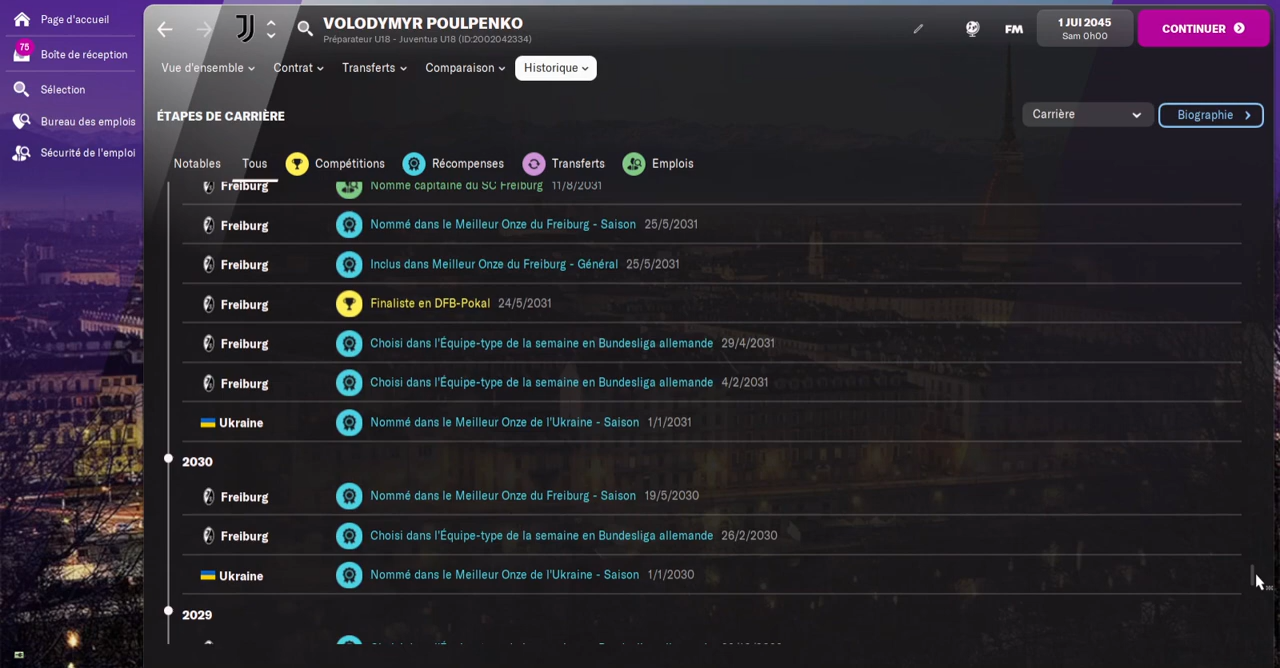 Page d'accueil
75
Boîte de réception
Sélection
Bureau des emplois
Sécurité de l'emploi
VOLODYMYR POULPENKO
Préparateur U18 - Juventus U18 (ID:2002042334)
FM
1 JUI 2045
Sam 0h00
CONTINUER
Vue d'ensemble
Contrat
Transferts
Comparaison
Historique
ÉTAPES DE CARRIÈRE
Carrière
Biographie
Notables
Tous
Compétitions
Récompenses
Transferts
Emplois
Freiburg Nommé capitaine du SC Freiburg 11/8/2031
Freiburg Nommé dans le Meilleur Onze du Freiburg - Saison 25/5/2031
Freiburg Inclus dans Meilleur Onze du Freiburg - Général 25/5/2031
Freiburg Finaliste en DFB-Pokal 24/5/2031
Freiburg Choisi dans l'Équipe-type de la semaine en Bundesliga allemande 29/4/2031
Freiburg Choisi dans l'Équipe-type de la semaine en Bundesliga allemande 4/2/2031
Ukraine Nommé dans le Meilleur Onze de l'Ukraine - Saison 1/1/2031
2030
Freiburg Nommé dans le Meilleur Onze du Freiburg - Saison 19/5/2030
Freiburg Choisi dans l'Équipe-type de la semaine en Bundesliga allemande 26/2/2030
Ukraine Nommé dans le Meilleur Onze de l'Ukraine - Saison 1/1/2030
2029